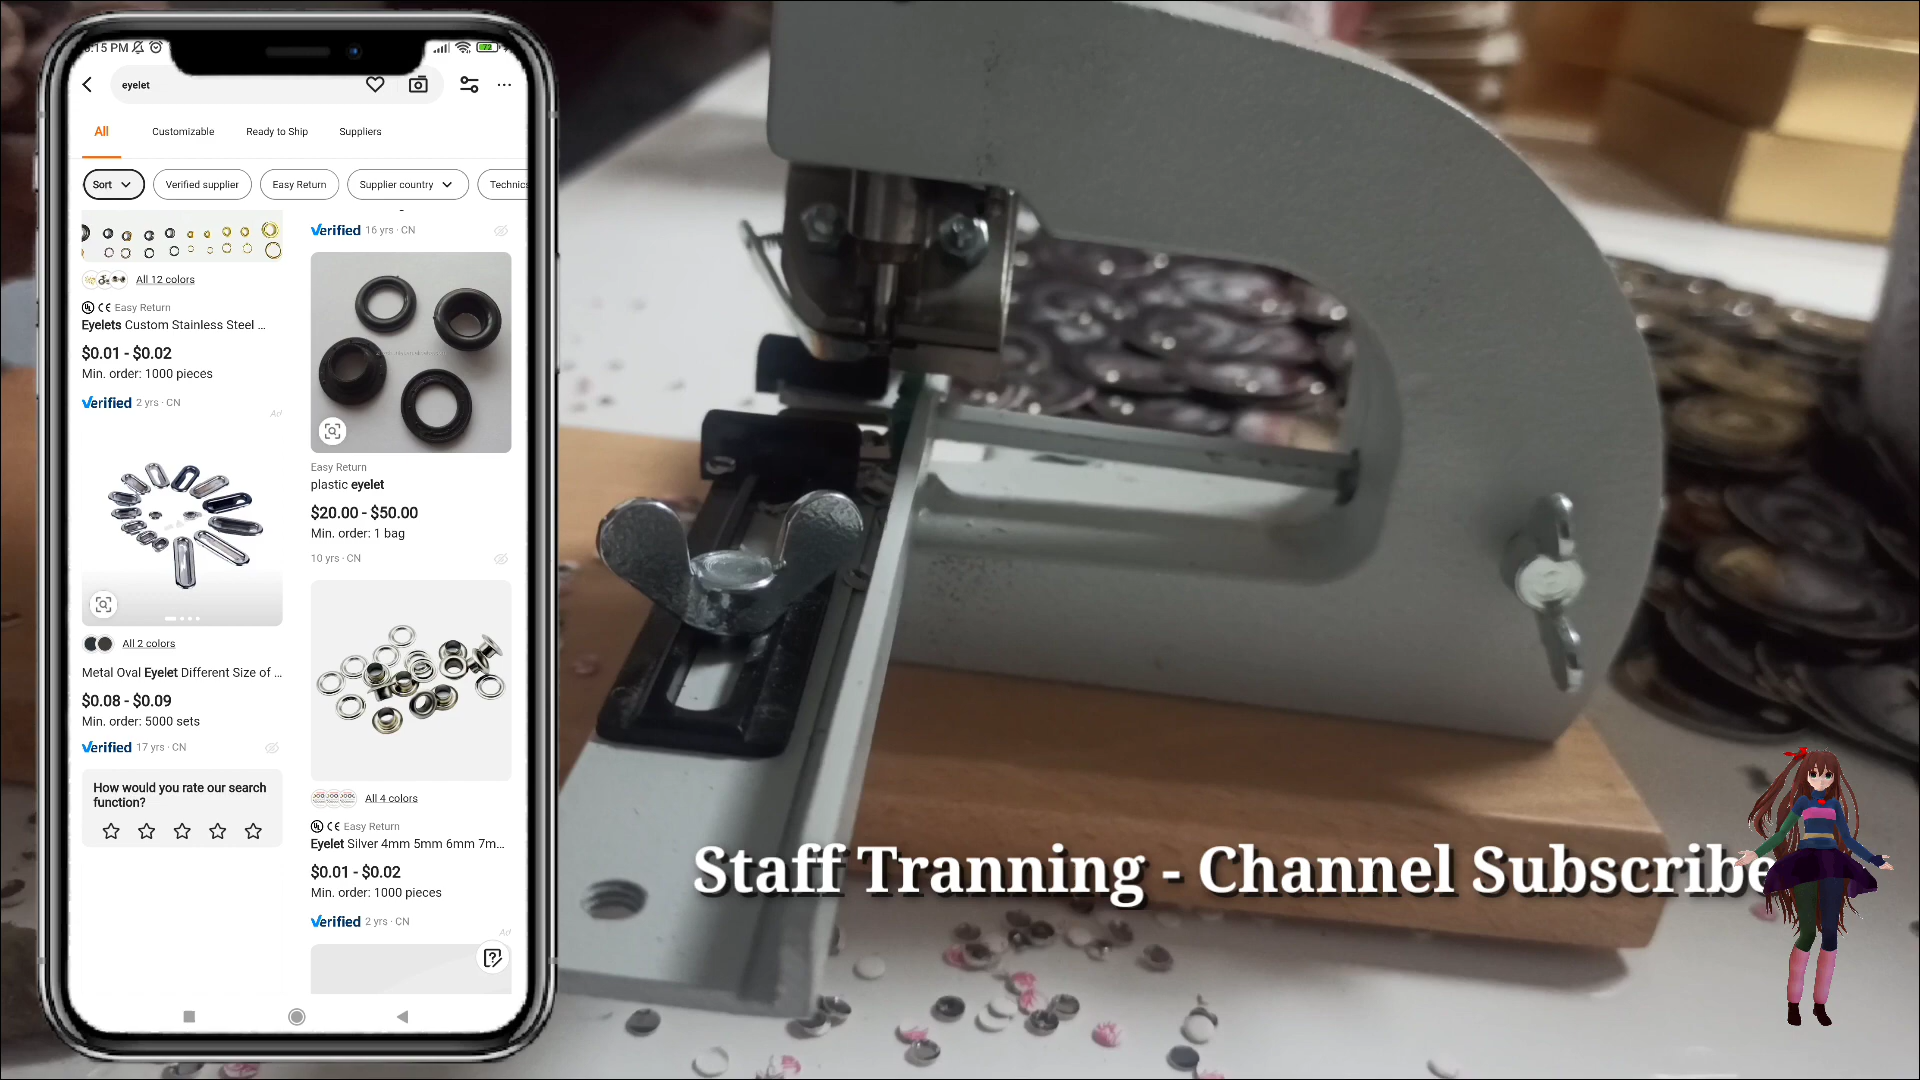 :15 PM
72
eyelet
All
Customizable
Ready to Ship
Suppliers
Sort
Verified supplier
Easy Return
Supplier country
Technics
All 12 colors
Easy Return
Eyelets Custom Stainless Steel ...
$0.01 - $0.02
Min. order: 1000 pieces
Verified 2 yrs · CN
Ad
All 2 colors
Metal Oval Eyelet Different Size of ...
$0.08 - $0.09
Min. order: 5000 sets
Verified 17 yrs · CN
How would you rate our search
function?
Verified 16 yrs · CN
Easy Return
plastic eyelet
$20.00 - $50.00
Min. order: 1 bag
10 yrs · CN
All 4 colors
Easy Return
Eyelet Silver 4mm 5mm 6mm 7m...
$0.01 - $0.02
Min. order: 1000 pieces
Verified 2 yrs · CN
Ad
Staff Tranning - Channel Subscribe